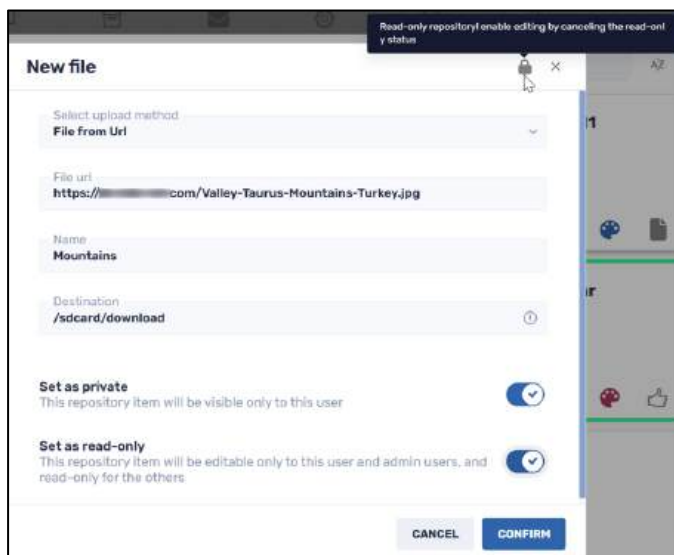 Read-only repository! enable editing by canceling the read-onl
y status
New file
Select upload method
File from Url
File url
https:// com/Valley-Taurus-Mountains-Turkey.jpg
Name
Mountains
Destination
/sdcard/download
Set as private
This repository item will be visible only to this user
Set as read-only
This repository item will be editable only to this user and admin users, and
read-only for the others
CANCEL
CONFIRM